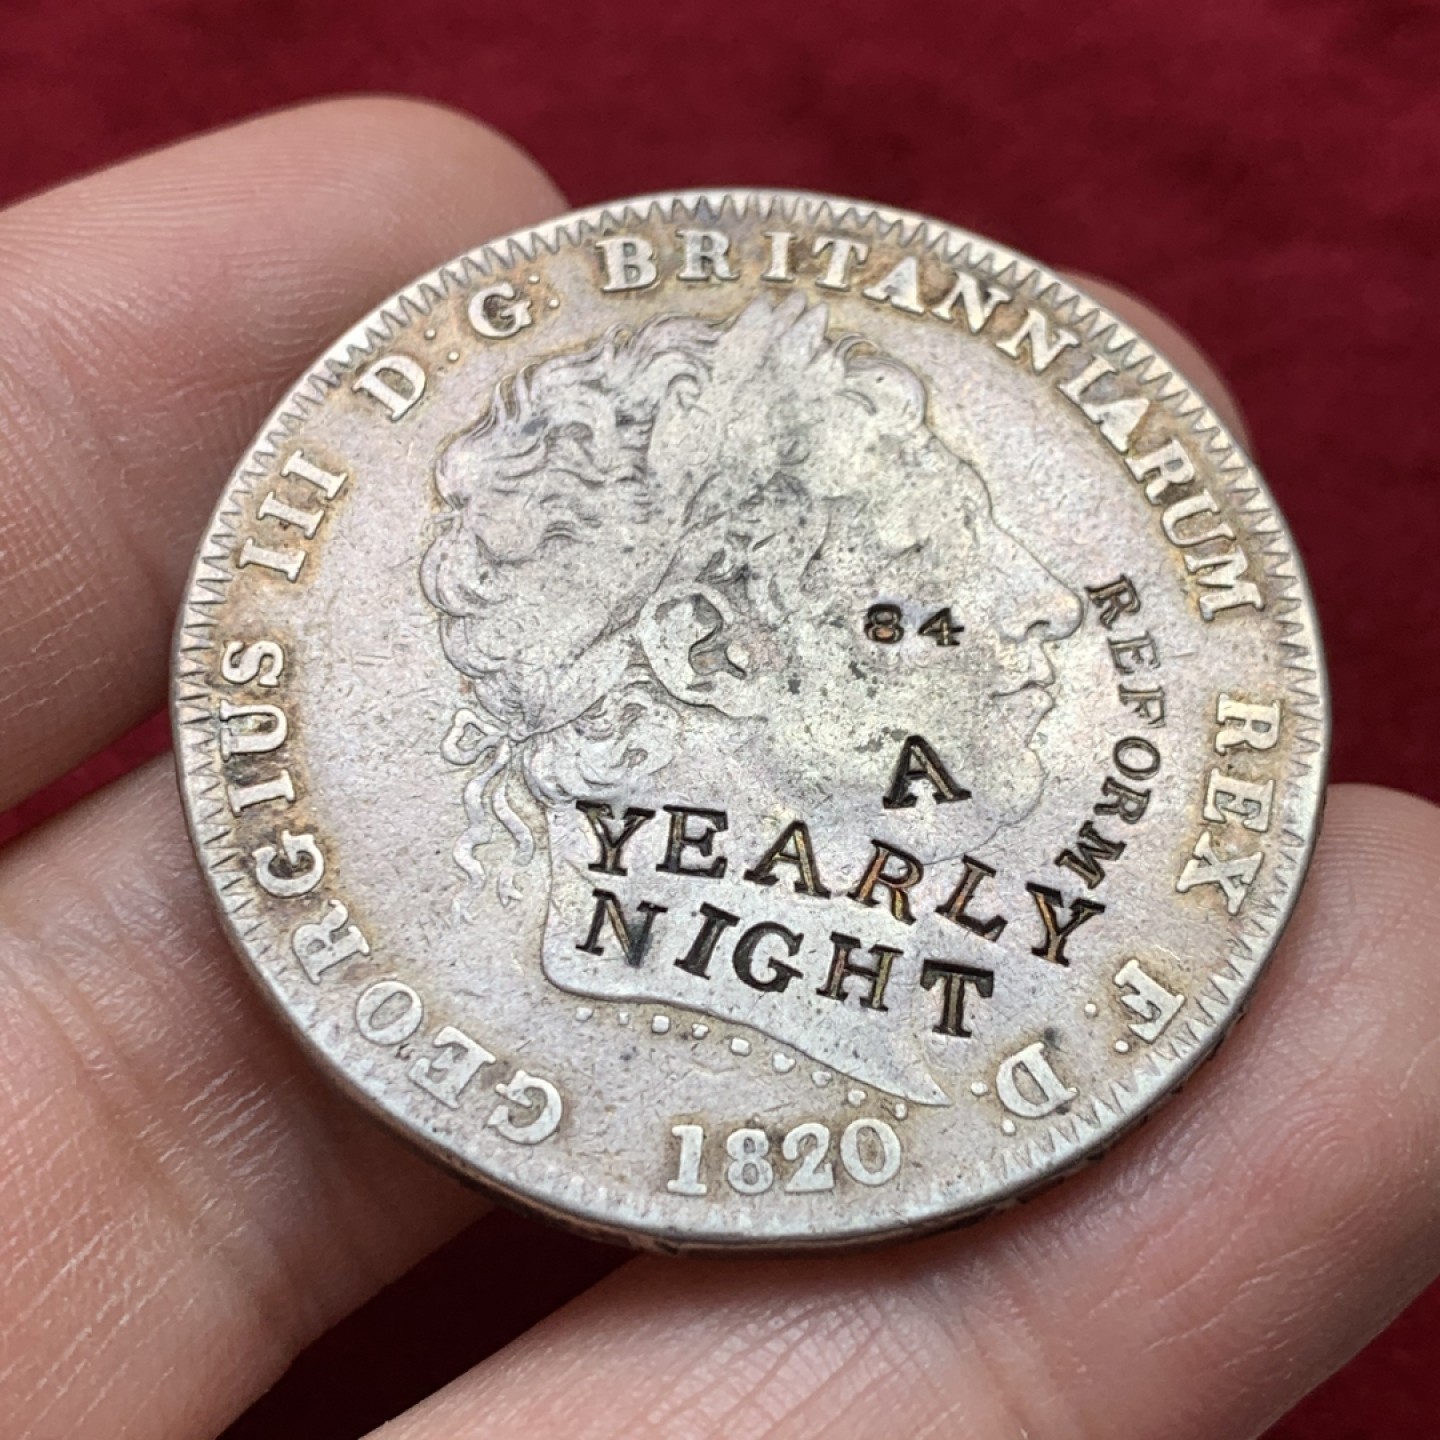 GEORGIUS III D: G: BRITANNIARUM REX F: D:
84
REFORM
A
YEARLY
NIGHT
1820